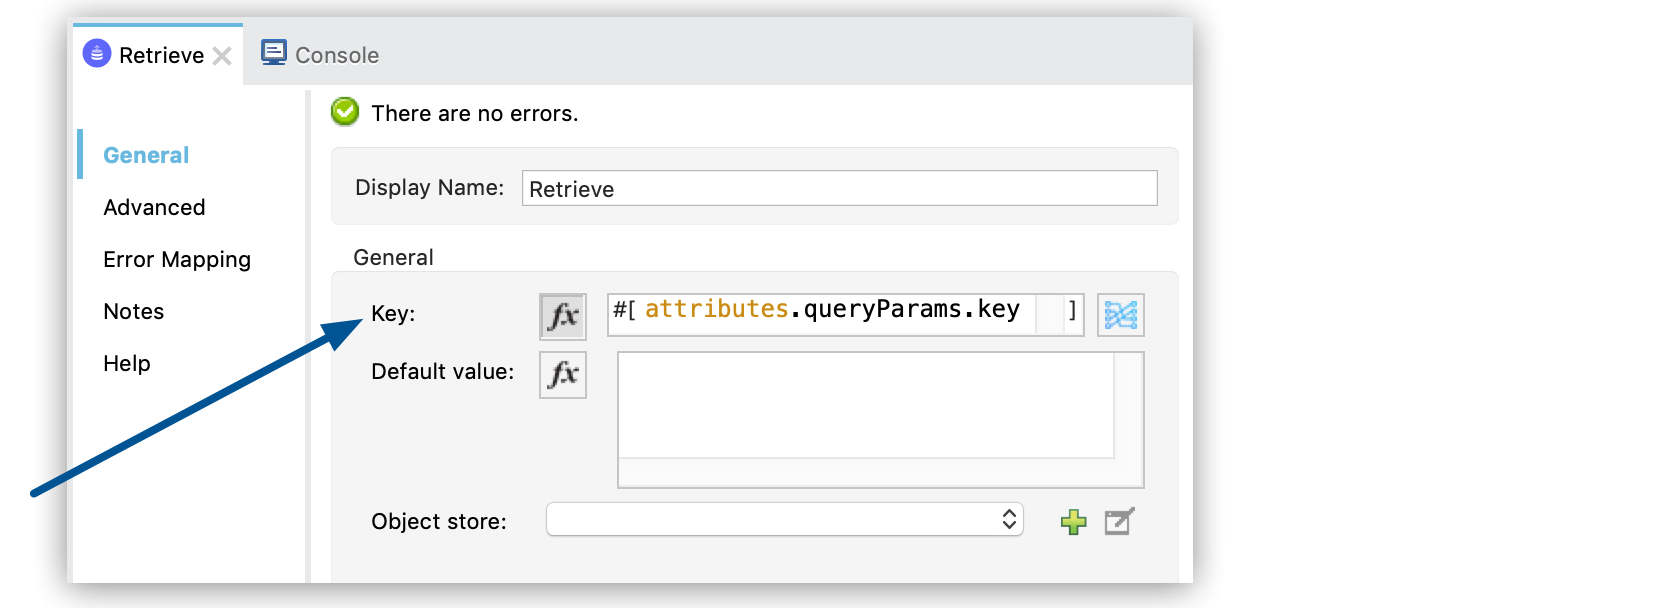 Retrieve Console
There are no errors.
General
Advanced
Error Mapping
Notes
Help
Display Name: Retrieve
General
Key: fx #[ attributes.queryParams.key ]
Default value: fx
Object store: